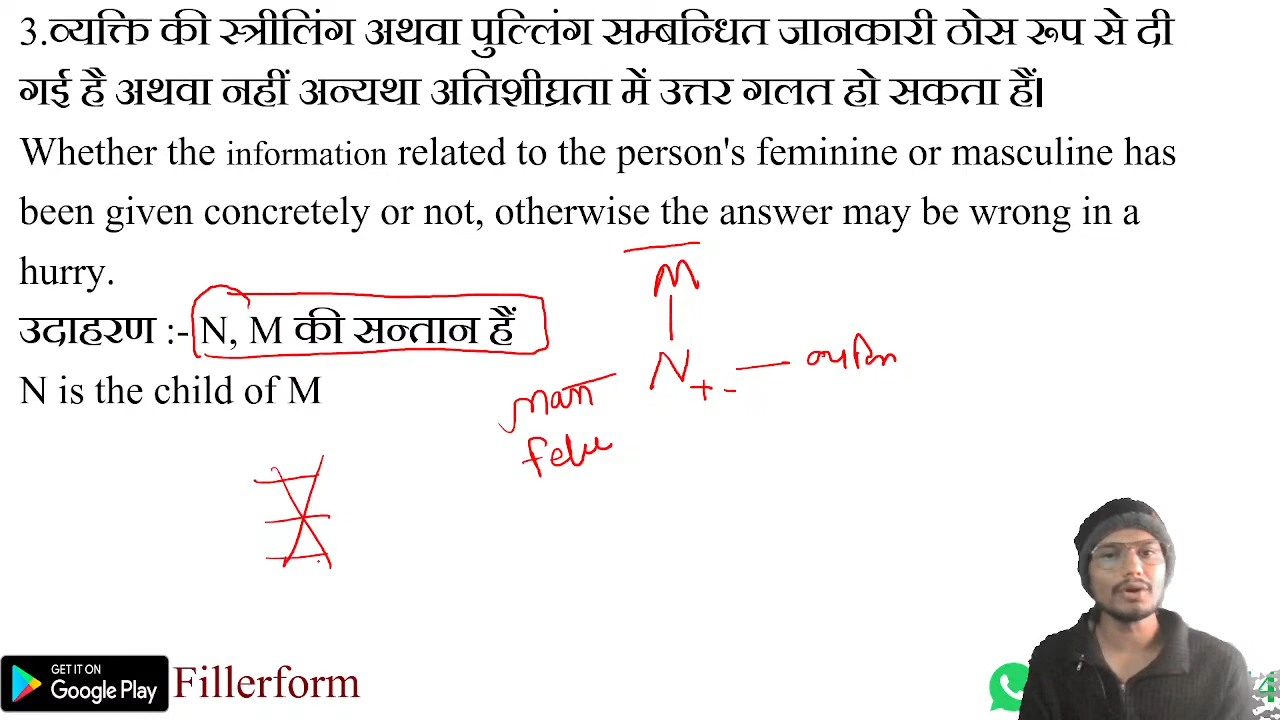 3.व्यक्ति की स्त्रीलिंग अथवा पुल्लिंग सम्बन्धित जानकारी ठोस रूप से दी
गई है अथवा नहीं अन्यथा अतिशीघ्रता में उत्तर गलत हो सकता हैं।
Whether the information related to the person's feminine or masculine has
been given concretely or not, otherwise the answer may be wrong in a
hurry.
M
उदाहरण :- N, M की सन्तान हैं
N + -
N is the child of M
GET IT ON
Google Play
Fillerform
4